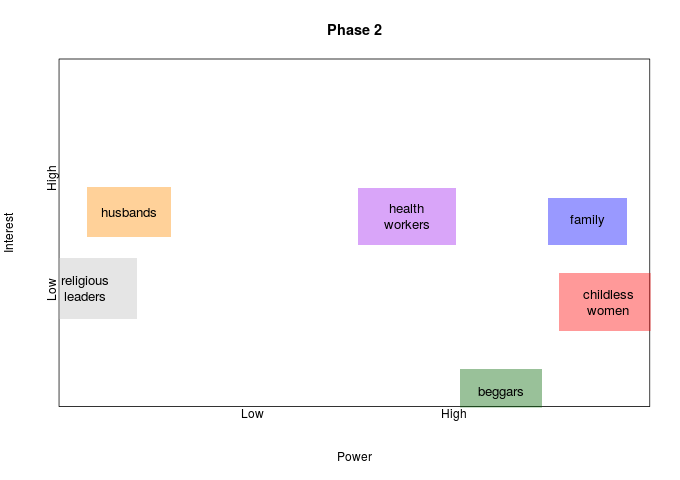 Phase 2
Interest
High
Low
husbands
health
workers
family
religious
leaders
childless
women
beggars
Low
High
Power